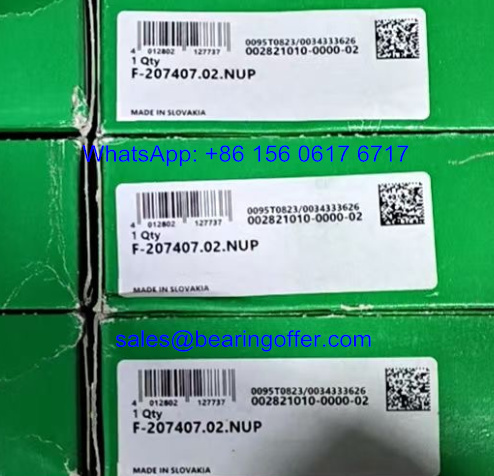 0095T0823/0034333626
002821010-0000-02
4 012802 127737
1 Qty
F-207407.02.NUP
MADE IN SLOVAKIA
WhatsApp: +86 156 0617 6717
0095T0823/0034333626
002821010-0000-02
4 012802 127737
1 Qty
F-207407.02.NUP
MADE IN SLOVAKIA
sales@bearingoffer.com
0095T0823/0034333626
002821010-0000-02
4 012802 127737
1 Qty
F-207407.02.NUP
MADE IN SLOVAKIA